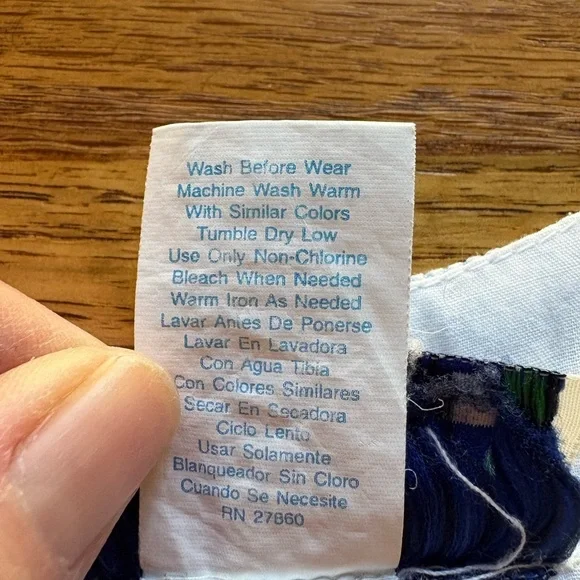 Wash Before Wear
Machine Wash Warm
With Similar Colors
Tumble Dry Low
Use Only Non-Chlorine
Bleach When Needed
Warm Iron As Needed
Lavar Antes De Ponerse
Lavar En Lavadora
Con Agua Tibia
Con Colores Similares
Secar En Secadora
Ciclo Lento
Usar Solamente
Blanqueador Sin Cloro
Cuando Se Necesite
RN 27860